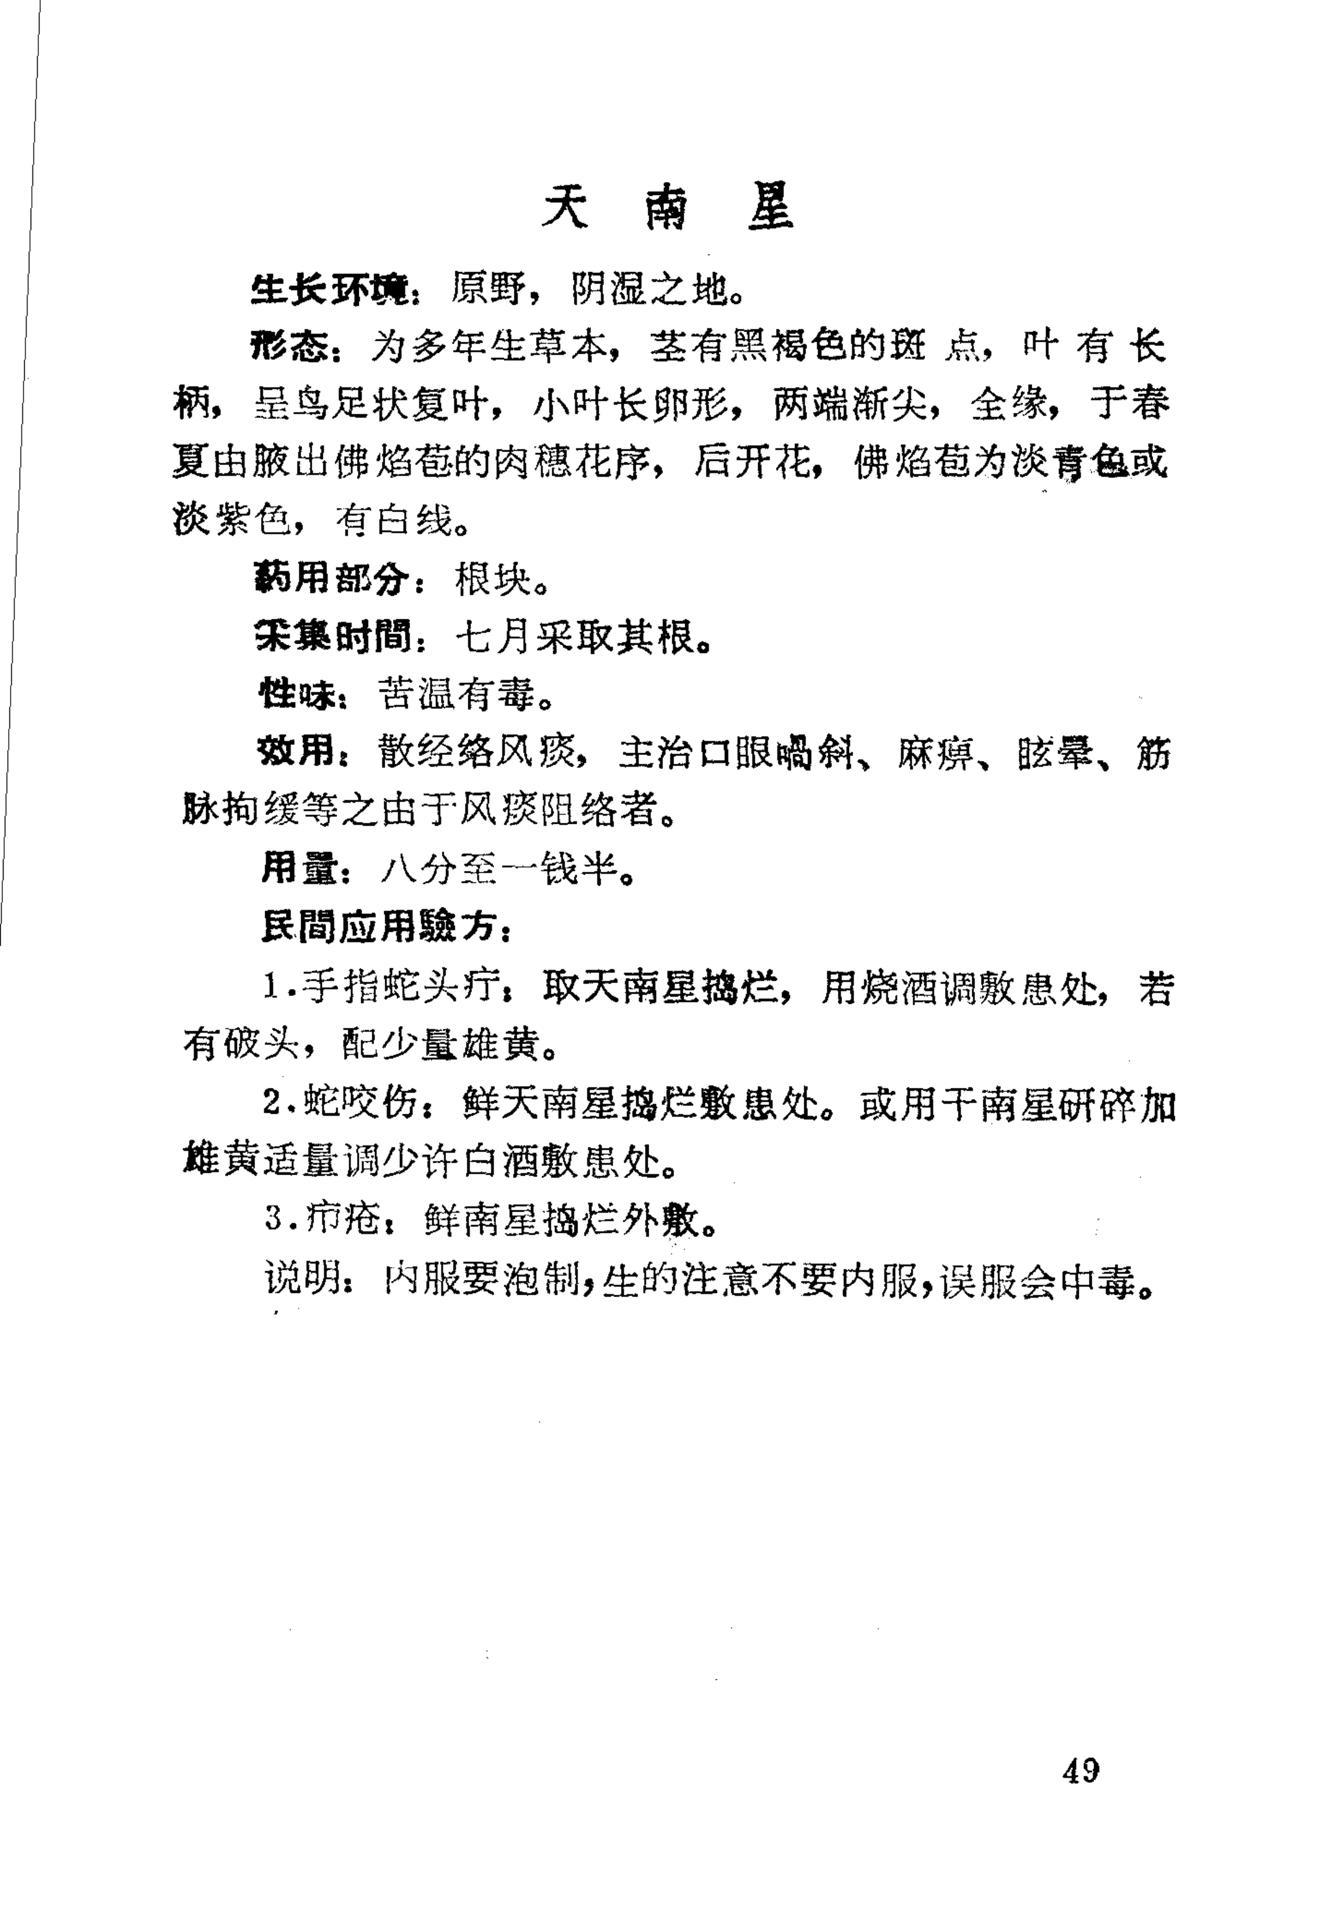 天南星
生长环境：原野，阴湿之地。
形态：为多年生草本，茎有黑褐色的斑点，叶有长
柄，呈鸟足状复叶，小叶长卵形，两端渐尖，全缘，于春
夏由腋出佛焰苞的肉穗花序，后开花，佛焰苞为淡青色或
淡紫色，有白线。
药用部分：根块。
采集时間：七月采取其根。
性味：苦温有毒。
效用：散经络风痰，主治口眼喎斜、麻痹、眩晕、筋
脉拘缓等之由于风痰阻络者。
用量：八分至一钱半。
民間应用驗方：
1.手指蛇头疔：取天南星捣烂，用烧酒调敷患处，若
有破头，配少量雄黄。
2.蛇咬伤：鲜天南星捣烂敷患处。或用干南星研碎加
雄黄适量调少许白酒敷患处。
3.疖疮：鲜南星捣烂外敷。
说明：内服要泡制，生的注意不要内服，误服会中毒。
49